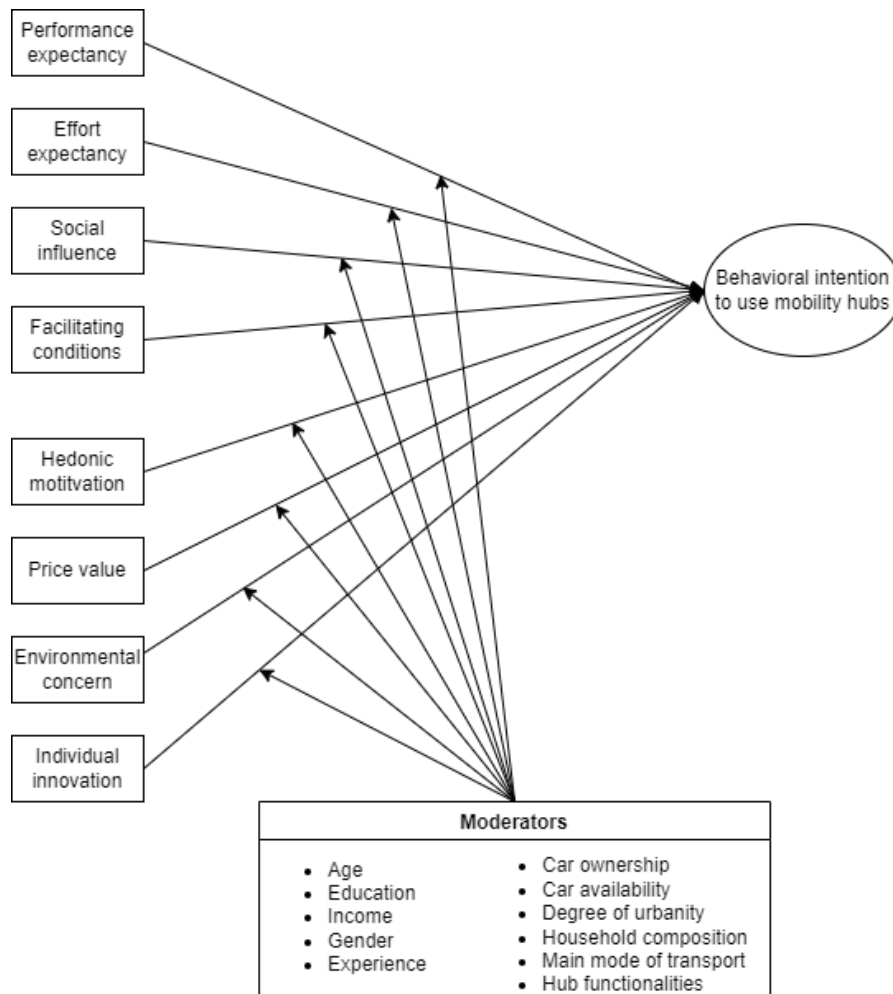 Performance
expectancy
Effort
expectancy
Social
influence
Facilitating
conditions
Hedonic
motitvation
Price value
Environmental
concern
Individual
innovation
Behavioral intention
to use mobility hubs
Moderators
Age
Education
Income
Gender
Experience
Car ownership
Car availability
Degree of urbanity
Household composition
Main mode of transport
Hub functionalities